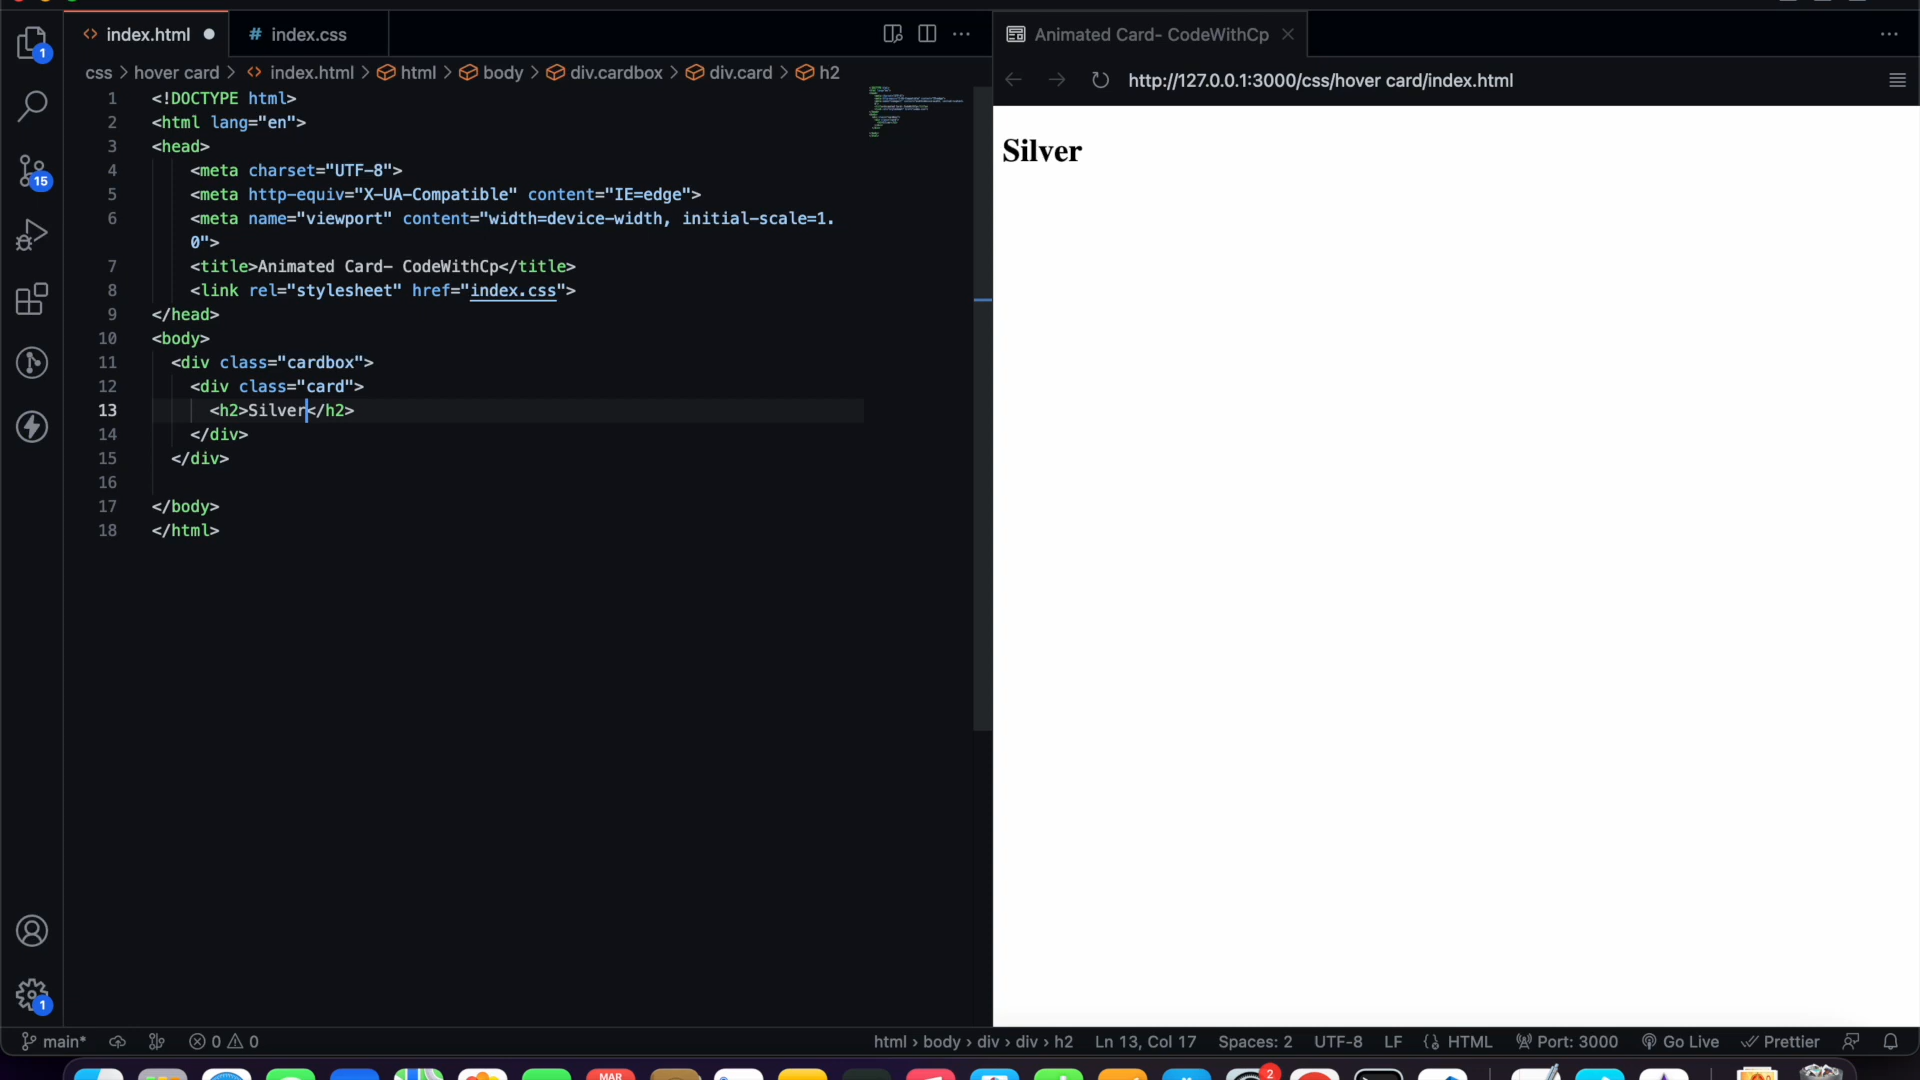 index.html
# index.css
Animated Card- CodeWithCp
css > hover card > index.html > html > body > div.cardbox > div.card > h2
http://127.0.0.1:3000/css/hover card/index.html
1 <!DOCTYPE html>
2 <html lang="en">
3 <head>
4 <meta charset="UTF-8">
5 <meta http-equiv="X-UA-Compatible" content="IE=edge">
6 <meta name="viewport" content="width=device-width, initial-scale=1.
0">
7 <title>Animated Card- CodeWithCp</title>
8 <link rel="stylesheet" href="index.css">
9 </head>
10 <body>
11 <div class="cardbox">
12 <div class="card">
13 <h2>Silver</h2>
14 </div>
15 </div>
16
17 </body>
18 </html>
Silver
1
15
1
main* 0 0 html › body › div › div › h2 Ln 13, Col 17 Spaces: 2 UTF-8 LF HTML Port: 3000 Go Live Prettier
MAR
2